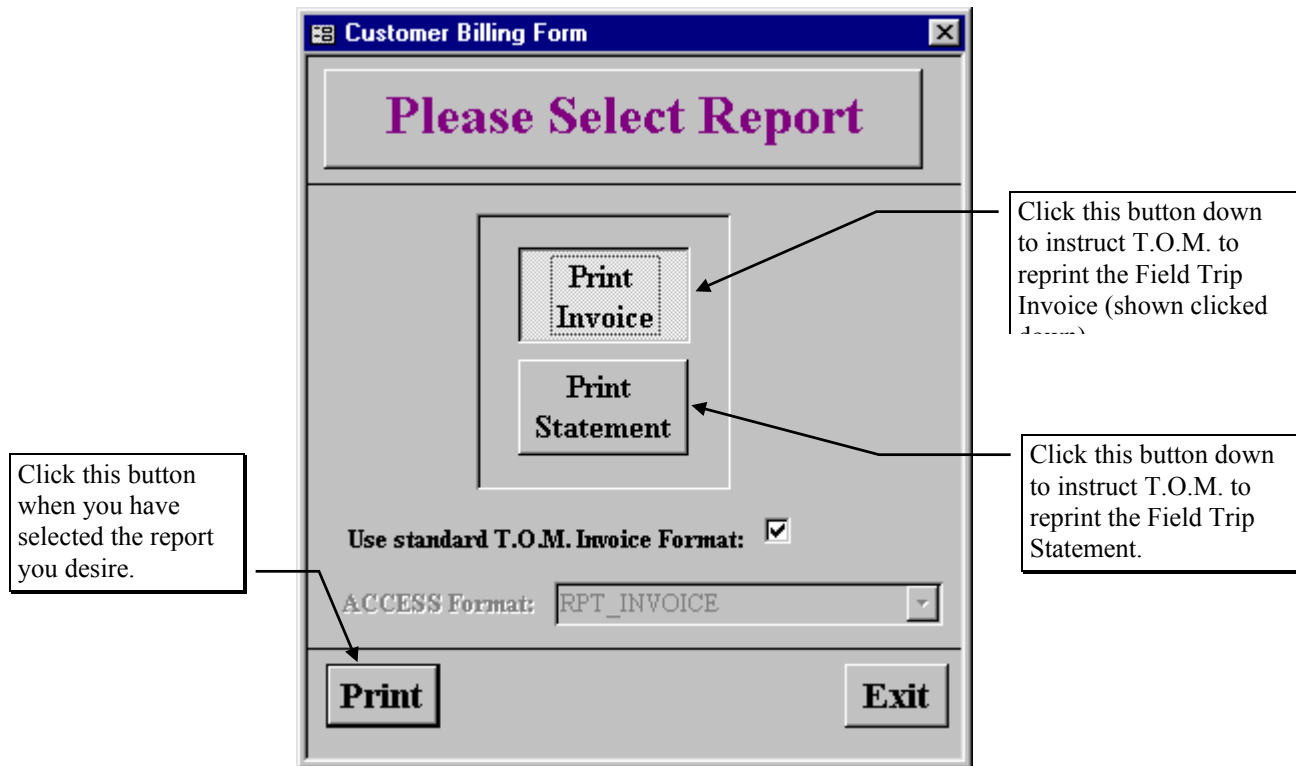 Customer Billing Form
Please Select Report
Print
Invoice
Print
Statement
Use standard T.O.M. Invoice Format:
ACCESS Format: RPT_INVOICE
Print
Exit
Click this button down
to instruct T.O.M. to
reprint the Field Trip
Invoice (shown clicked
down)
Click this button down
to instruct T.O.M. to
reprint the Field Trip
Statement.
Click this button
when you have
selected the report
you desire.